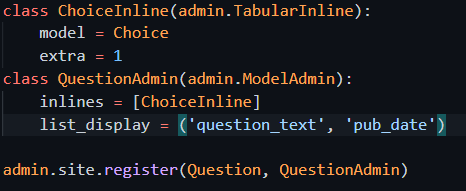 class ChoiceInline(admin.TabularInline):
    model = Choice
    extra = 1
class QuestionAdmin(admin.ModelAdmin):
    inlines = [ChoiceInline]
    list_display = ('question_text', 'pub_date')

admin.site.register(Question, QuestionAdmin)